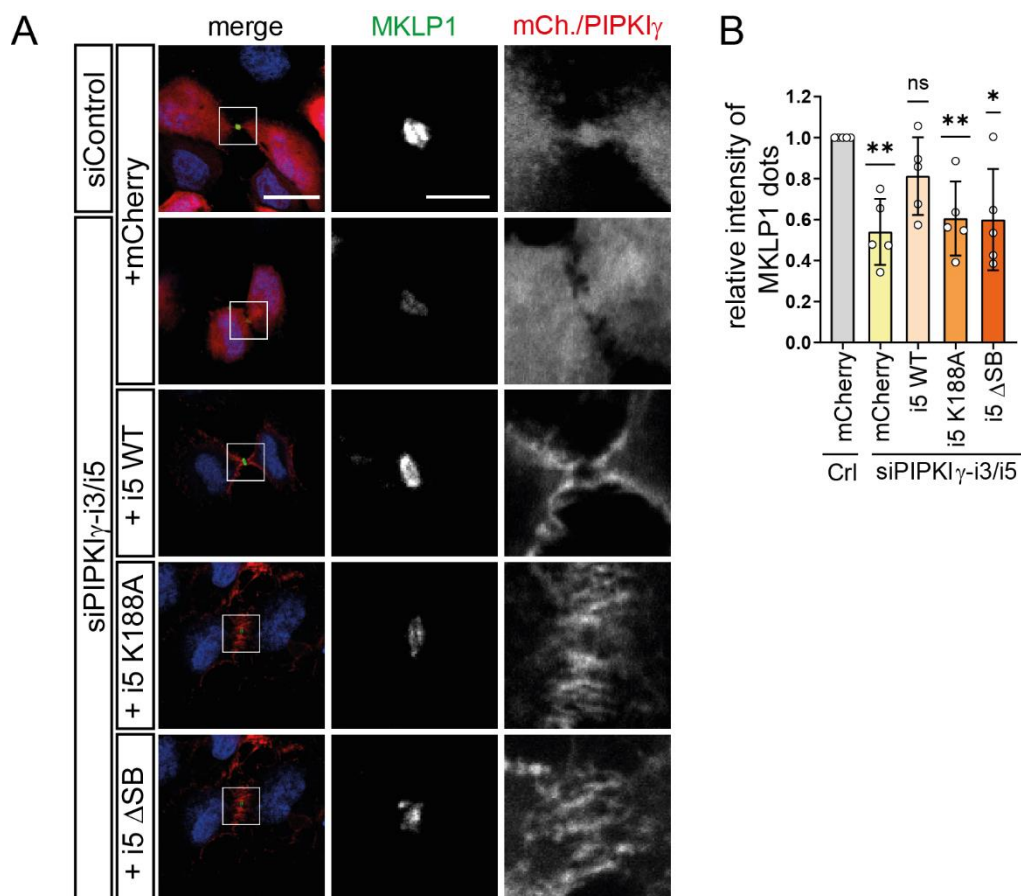 A
merge
MKLP1
mCh./PIPKIγ
siControl
+mCherry
siPIPKIγ-i3/i5
+ i5 WT
+ i5 K188A
+ i5 ΔSB
B
relative intensity of
MKLP1 dots
1.2
1.0
0.8
0.6
0.4
0.2
0.0
**
ns
**
*
mCherry
mCherry
i5 WT
i5 K188A
i5 ΔSB
Crl
siPIPKIγ-i3/i5